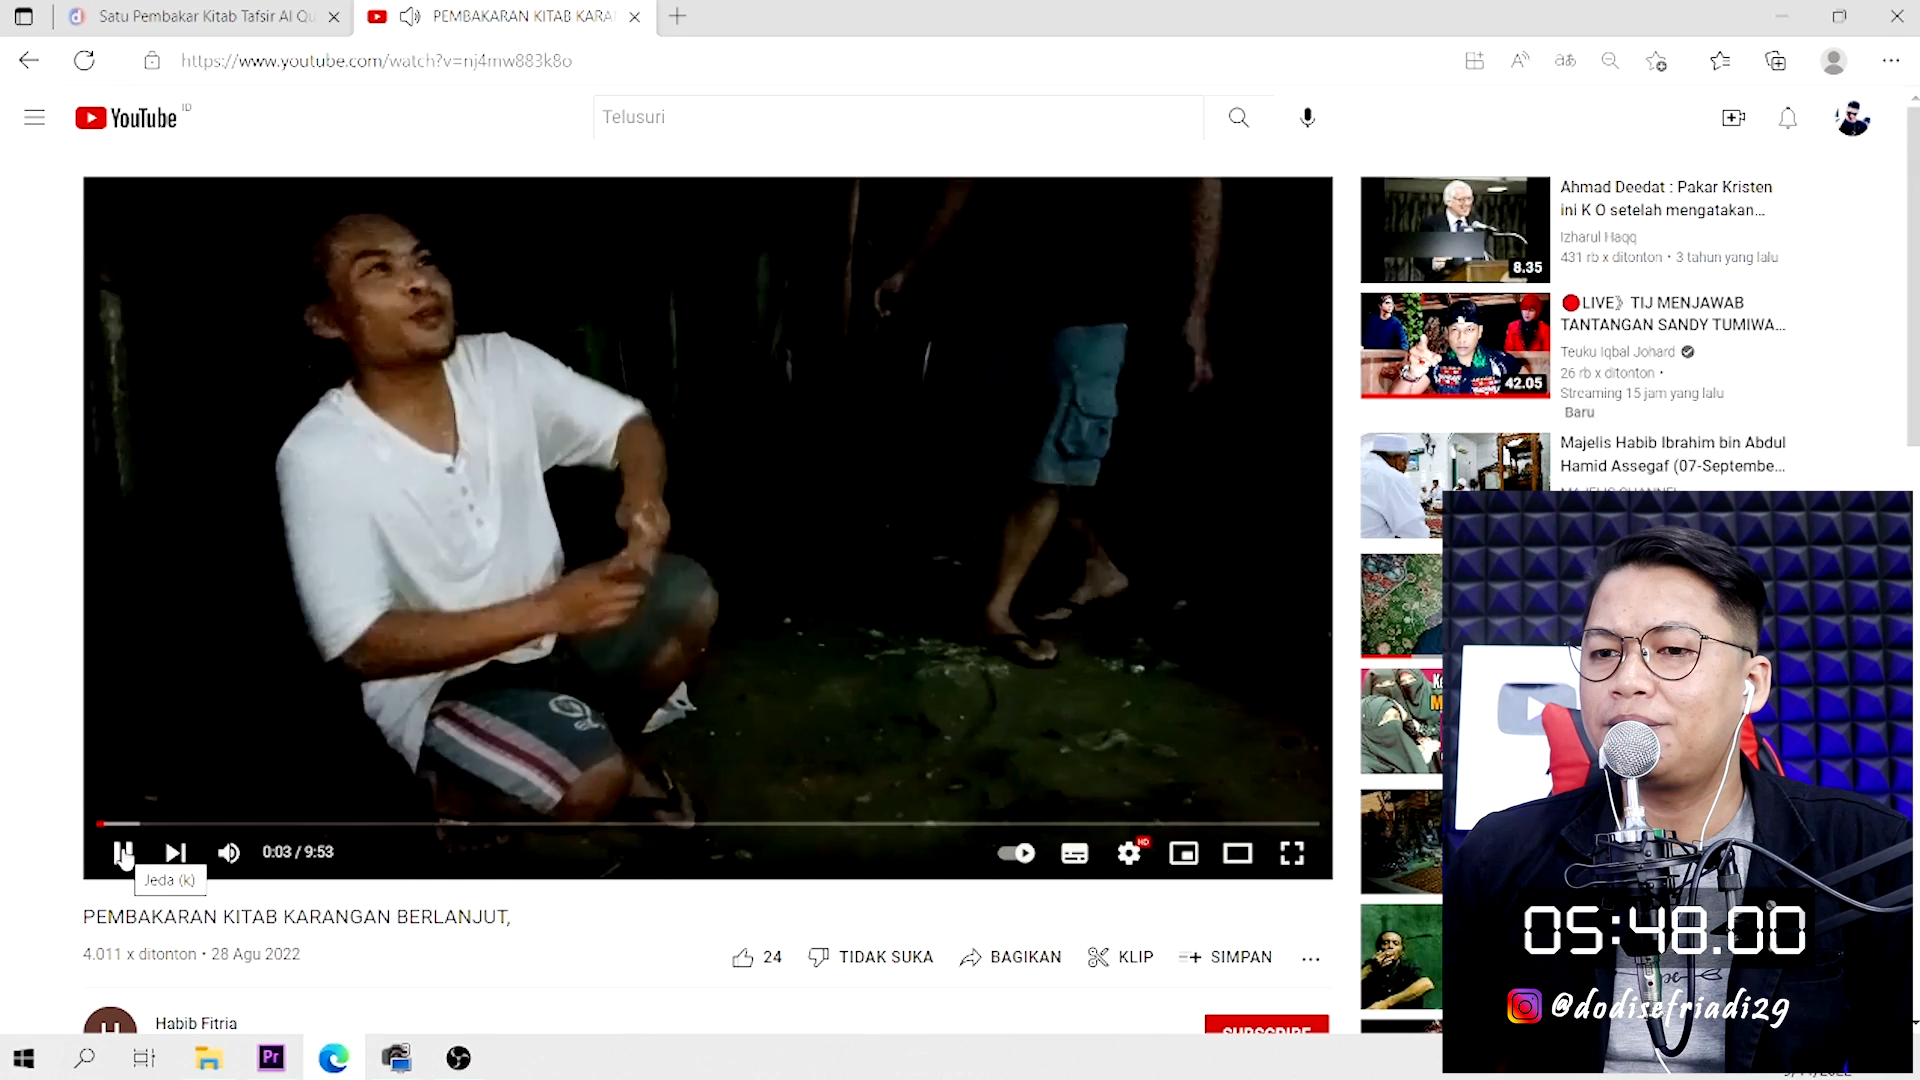 Satu Pembakar Kitab Tafsir Al Qu
PEMBAKARAN KITAB KARA
https://www.youtube.com/watch?v=nj4mw883k8o
YouTube ID
Telusuri
Ahmad Deedat : Pakar Kristen
ini K O setelah mengatakan...
Izharul Haqq
431 rb x ditonton • 3 tahun yang lalu
8.35
LIVE》 TIJ MENJAWAB
TANTANGAN SANDY TUMIWA...
Teuku Iqbal Johard
26 rb x ditonton •
Streaming 15 jam yang lalu
Baru
42.05
Majelis Habib Ibrahim bin Abdul
Hamid Assegaf (07-Septembe...
0:03 / 9:53
HD
Jeda (k)
PEMBAKARAN KITAB KARANGAN BERLANJUT,
4.011 x ditonton • 28 Agu 2022
24
TIDAK SUKA
BAGIKAN
KLIP
SIMPAN
Habib Fitria
SUBSCRIBE
05:48.00
@dodisefriadi29
Pr